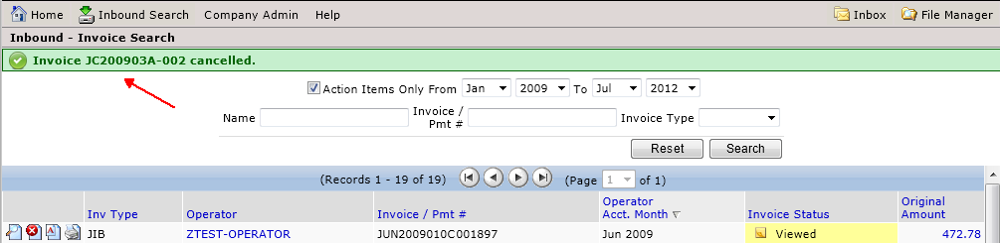 Home Inbound Search Company Admin Help Inbox File Manager
Inbound - Invoice Search
Invoice JC200903A-002 cancelled.
Action Items Only From Jan 2009 To Jul 2012
Name Invoice / Pmt # Invoice Type
Reset Search
(Records 1 - 19 of 19) (Page 1 of 1)
Inv Type Operator Invoice / Pmt # Operator Acct. Month Invoice Status Original Amount
JIB ZTEST-OPERATOR JUN2009010C001897 Jun 2009 Viewed 472.78